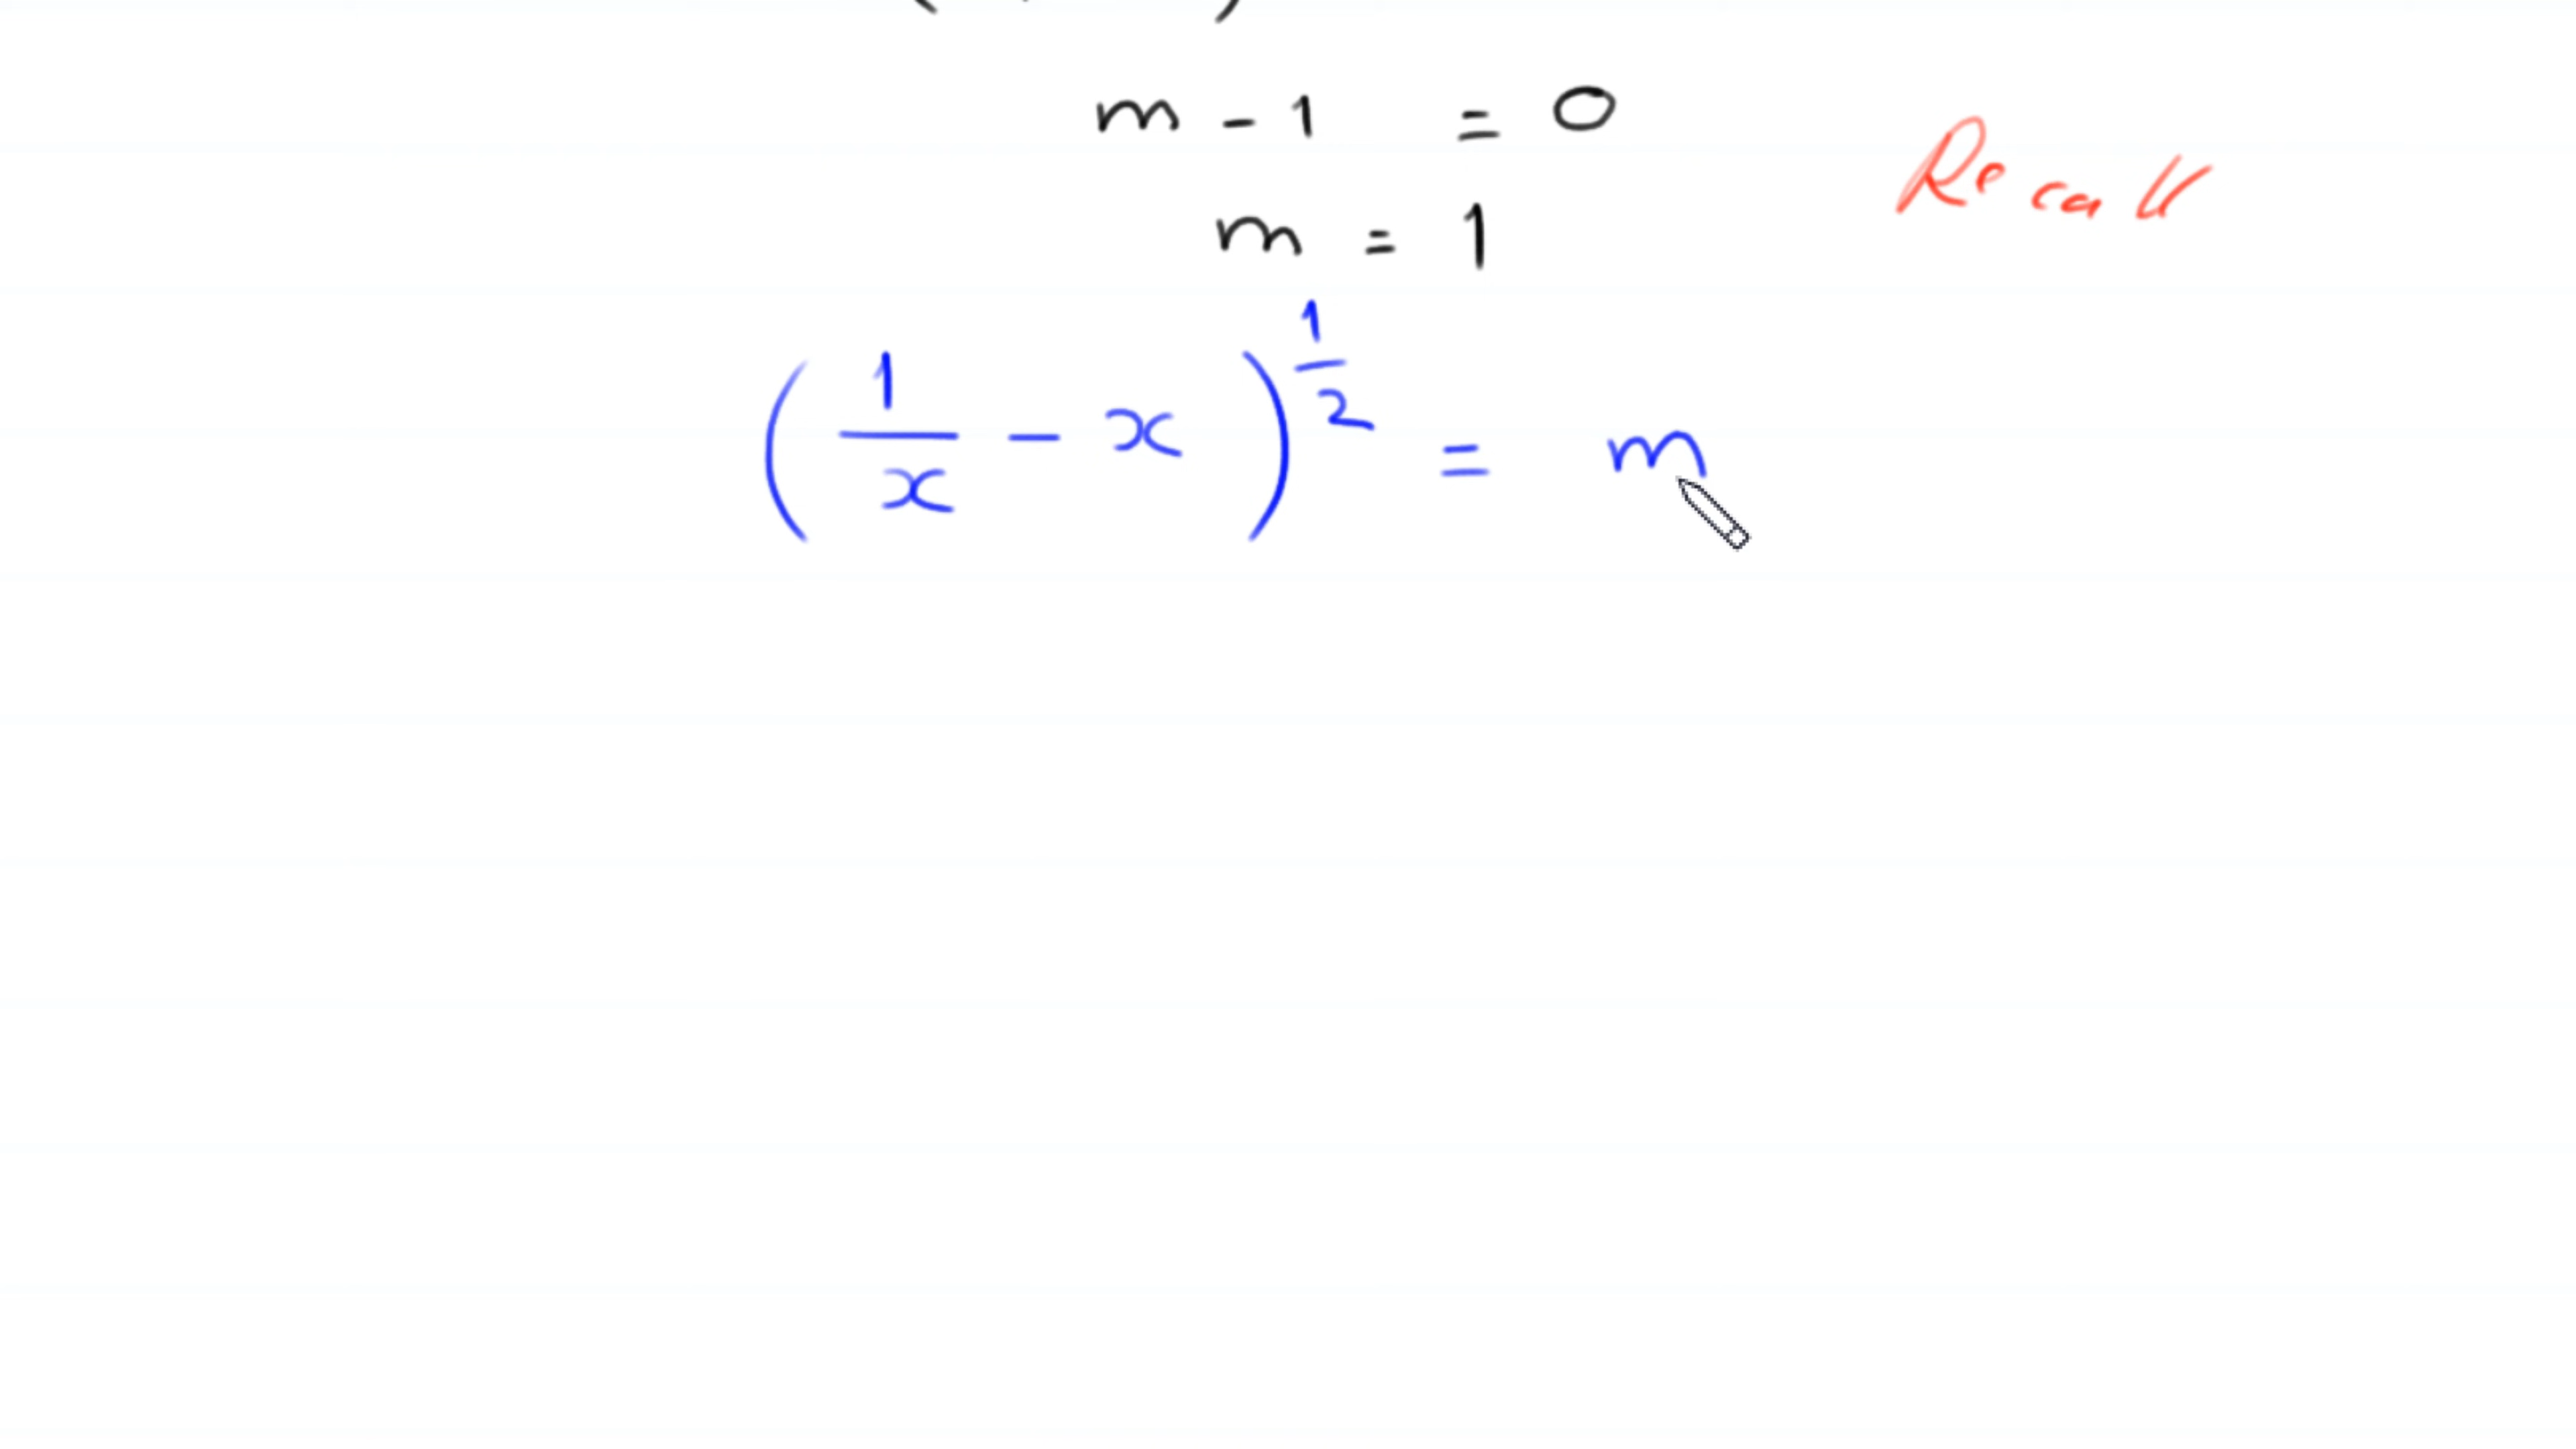 m - 1 = 0
Recall
m = 1
(1/x - x)^(1/2) = m